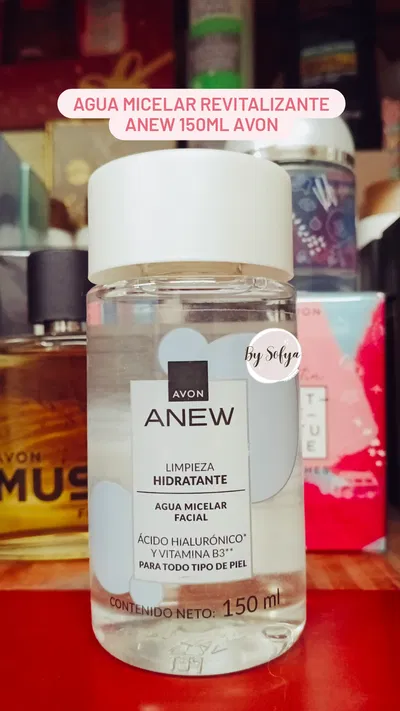 AGUA MICELAR REVITALIZANTE
ANEW 150ML AVON
By Sofya
AVON
ANEW
LIMPIEZA
HIDRATANTE
AGUA MICELAR
FACIAL
ÁCIDO HIALURÓNICO*
Y VITAMINA B3**
PARA TODO TIPO DE PIEL
CONTENIDO NETO: 150 ml
AVON
MUS
AVON